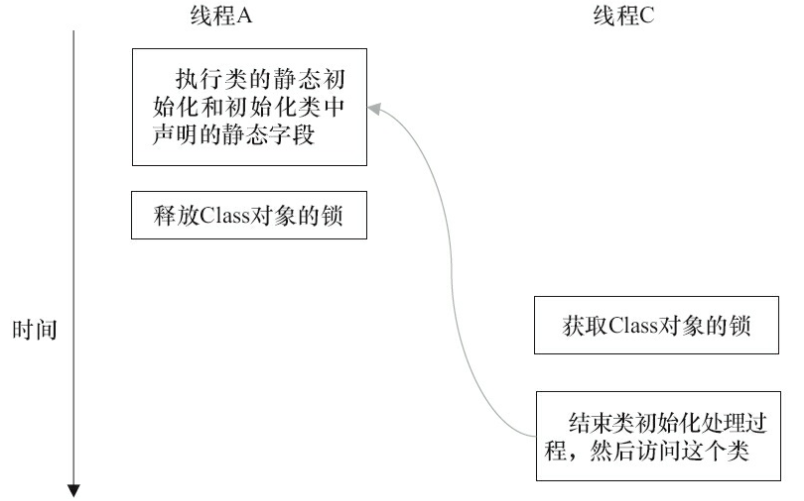 线程A
线程C
执行类的静态初
始化和初始化类中
声明的静态字段
释放Class对象的锁
时间
获取Class对象的锁
结束类初始化处理过
程，然后访问这个类